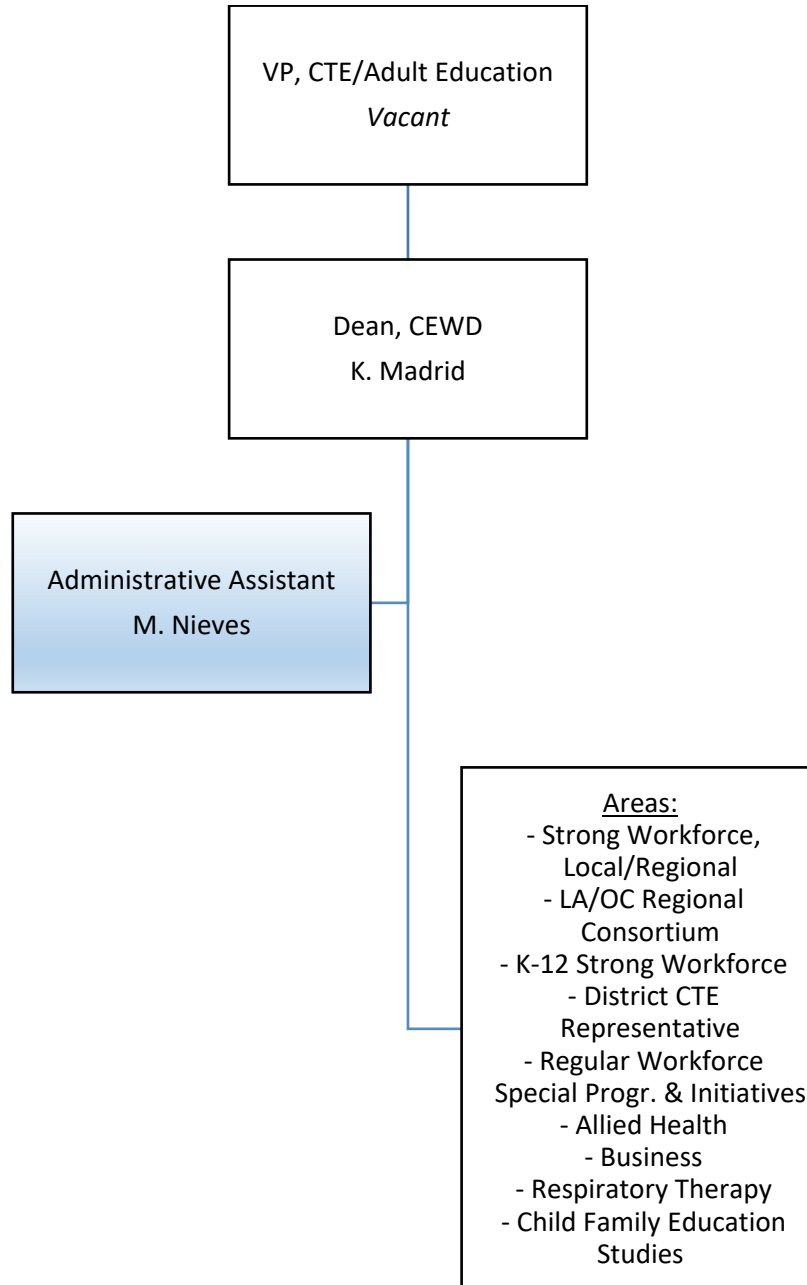 VP, CTE/Adult Education
Vacant
Dean, CEWD
K. Madrid
Administrative Assistant
M. Nieves
Areas:
- Strong Workforce,
Local/Regional
- LA/OC Regional
Consortium
- K-12 Strong Workforce
- District CTE
Representative
- Regular Workforce
Special Progr. & Initiatives
- Allied Health
- Business
- Respiratory Therapy
- Child Family Education
Studies